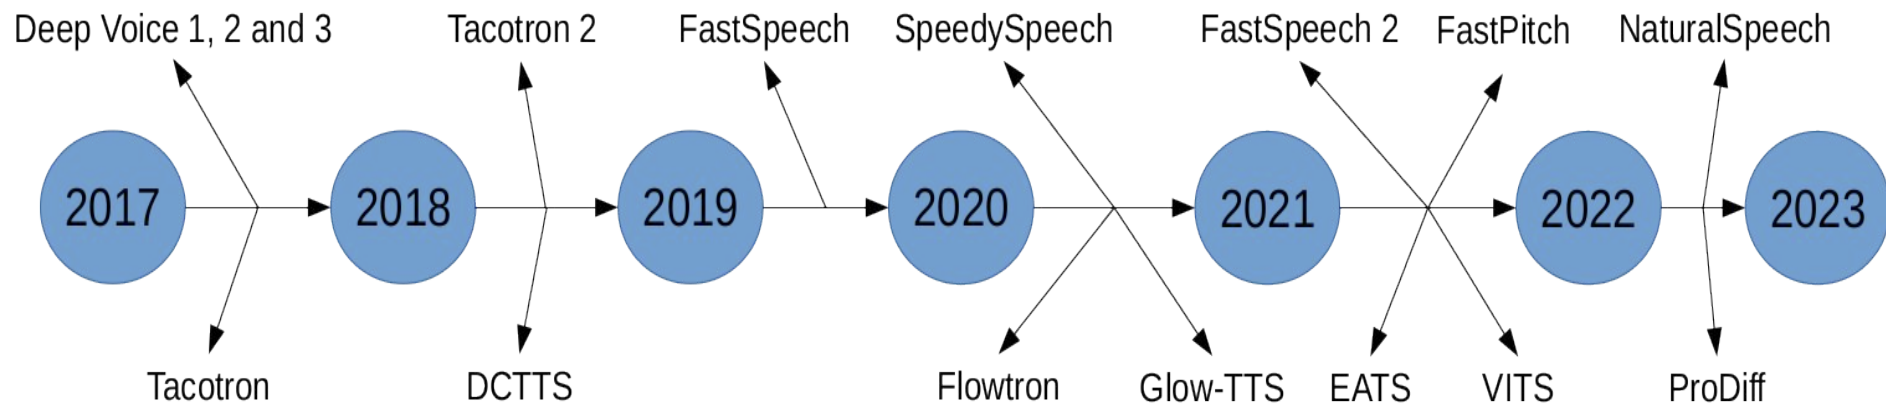 Deep Voice 1, 2 and 3
Tacotron 2
FastSpeech
SpeedySpeech
FastSpeech 2
FastPitch
NaturalSpeech
2017
2018
2019
2020
2021
2022
2023
Tacotron
DCTTS
Flowtron
Glow-TTS
EATS
VITS
ProDiff